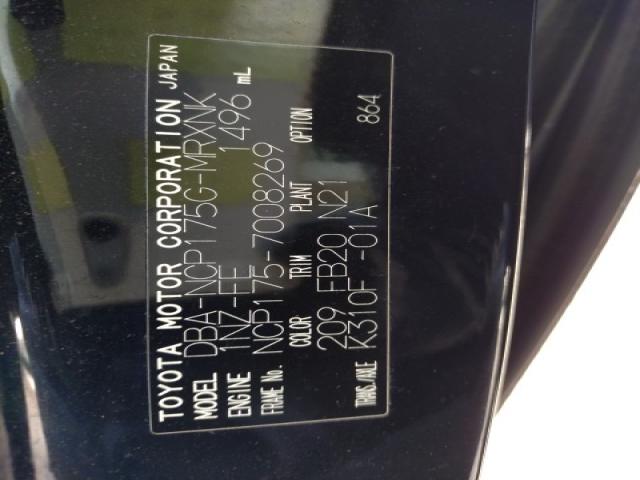 TOYOTA MOTOR CORPORATION JAPAN
MODEL DBA-NCP175G-MRXNK
ENGINE 1NZ-FE 1496 mL
FRAME No. NCP175-7008269
COLOR TRIM PLANT OPTION
209 FB20 N21 864
TRANS./AXLE K310F -01A